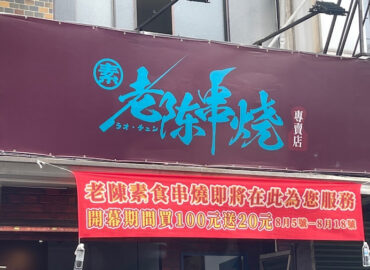 素
老陳串燒
ラオ・チェン
專賣店
老陳素食串燒即將在此為您服務
開幕期間買100元送20元8月5號—8月18號